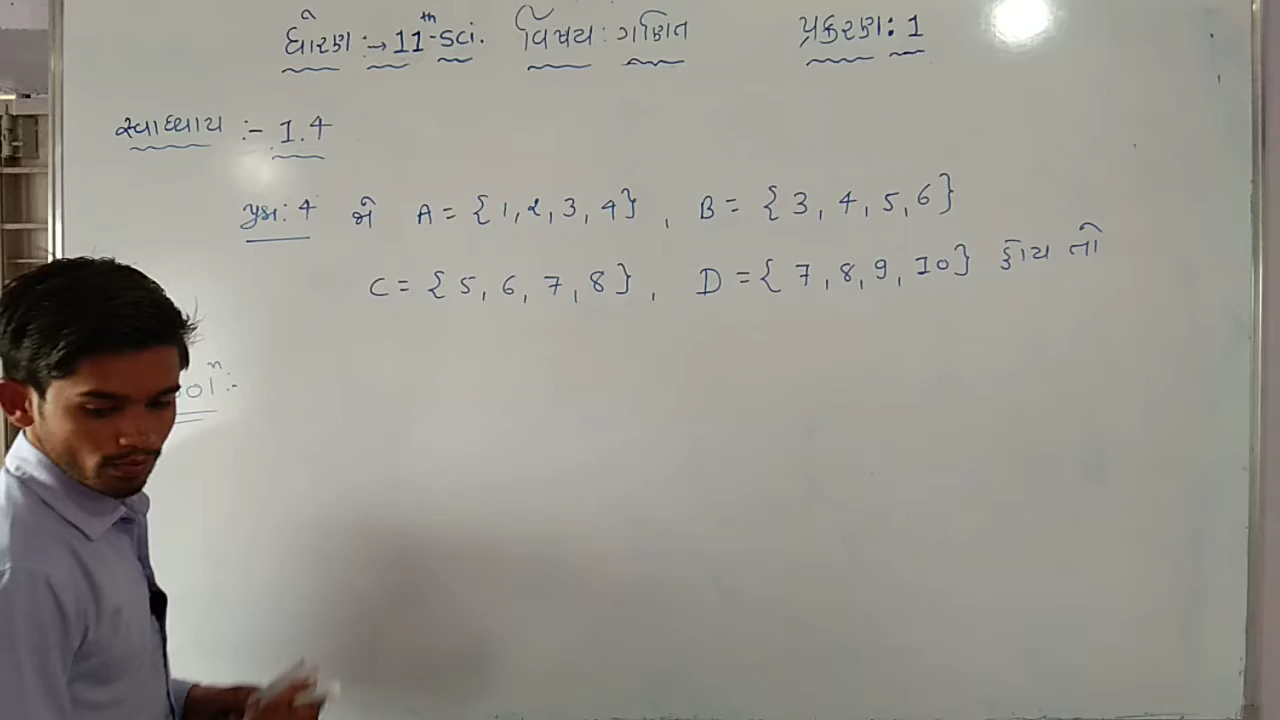 ધોરણ :→ 11th-sci. વિષય : ગણિત પ્રકરણ : 1
સ્વાધ્યાય :- 1.4
પ્રશ્ન : 4 જો A = {1, 2, 3, 4} , B = {3, 4, 5, 6}
C = {5, 6, 7, 8} , D = {7, 8, 9, 10} હોય તો
solⁿ:-